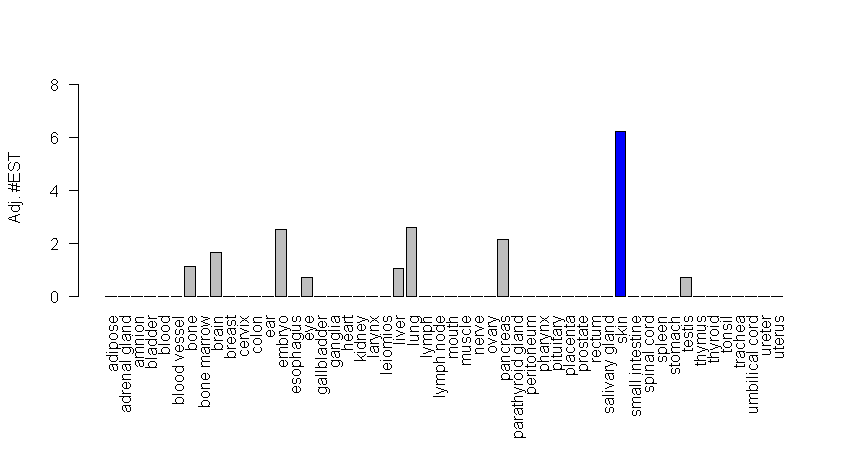 8
6
4
2
0
Adj. #EST
adipose
adrenal gland
amnion
bladder
blood
blood vessel
bone
bone marrow
brain
breast
cervix
colon
ear
embryo
esophagus
eye
gallbladder
ganglia
heart
kidney
larynx
leiomios
liver
lung
lymph
lymph node
mouth
muscle
nerve
ovary
pancreas
parathyroid gland
peritoneum
pharynx
pituitary
placenta
prostate
rectum
salivary gland
skin
small intestine
spinal cord
spleen
stomach
testis
thymus
thyroid
tonsil
trachea
umbilical cord
ureter
uterus